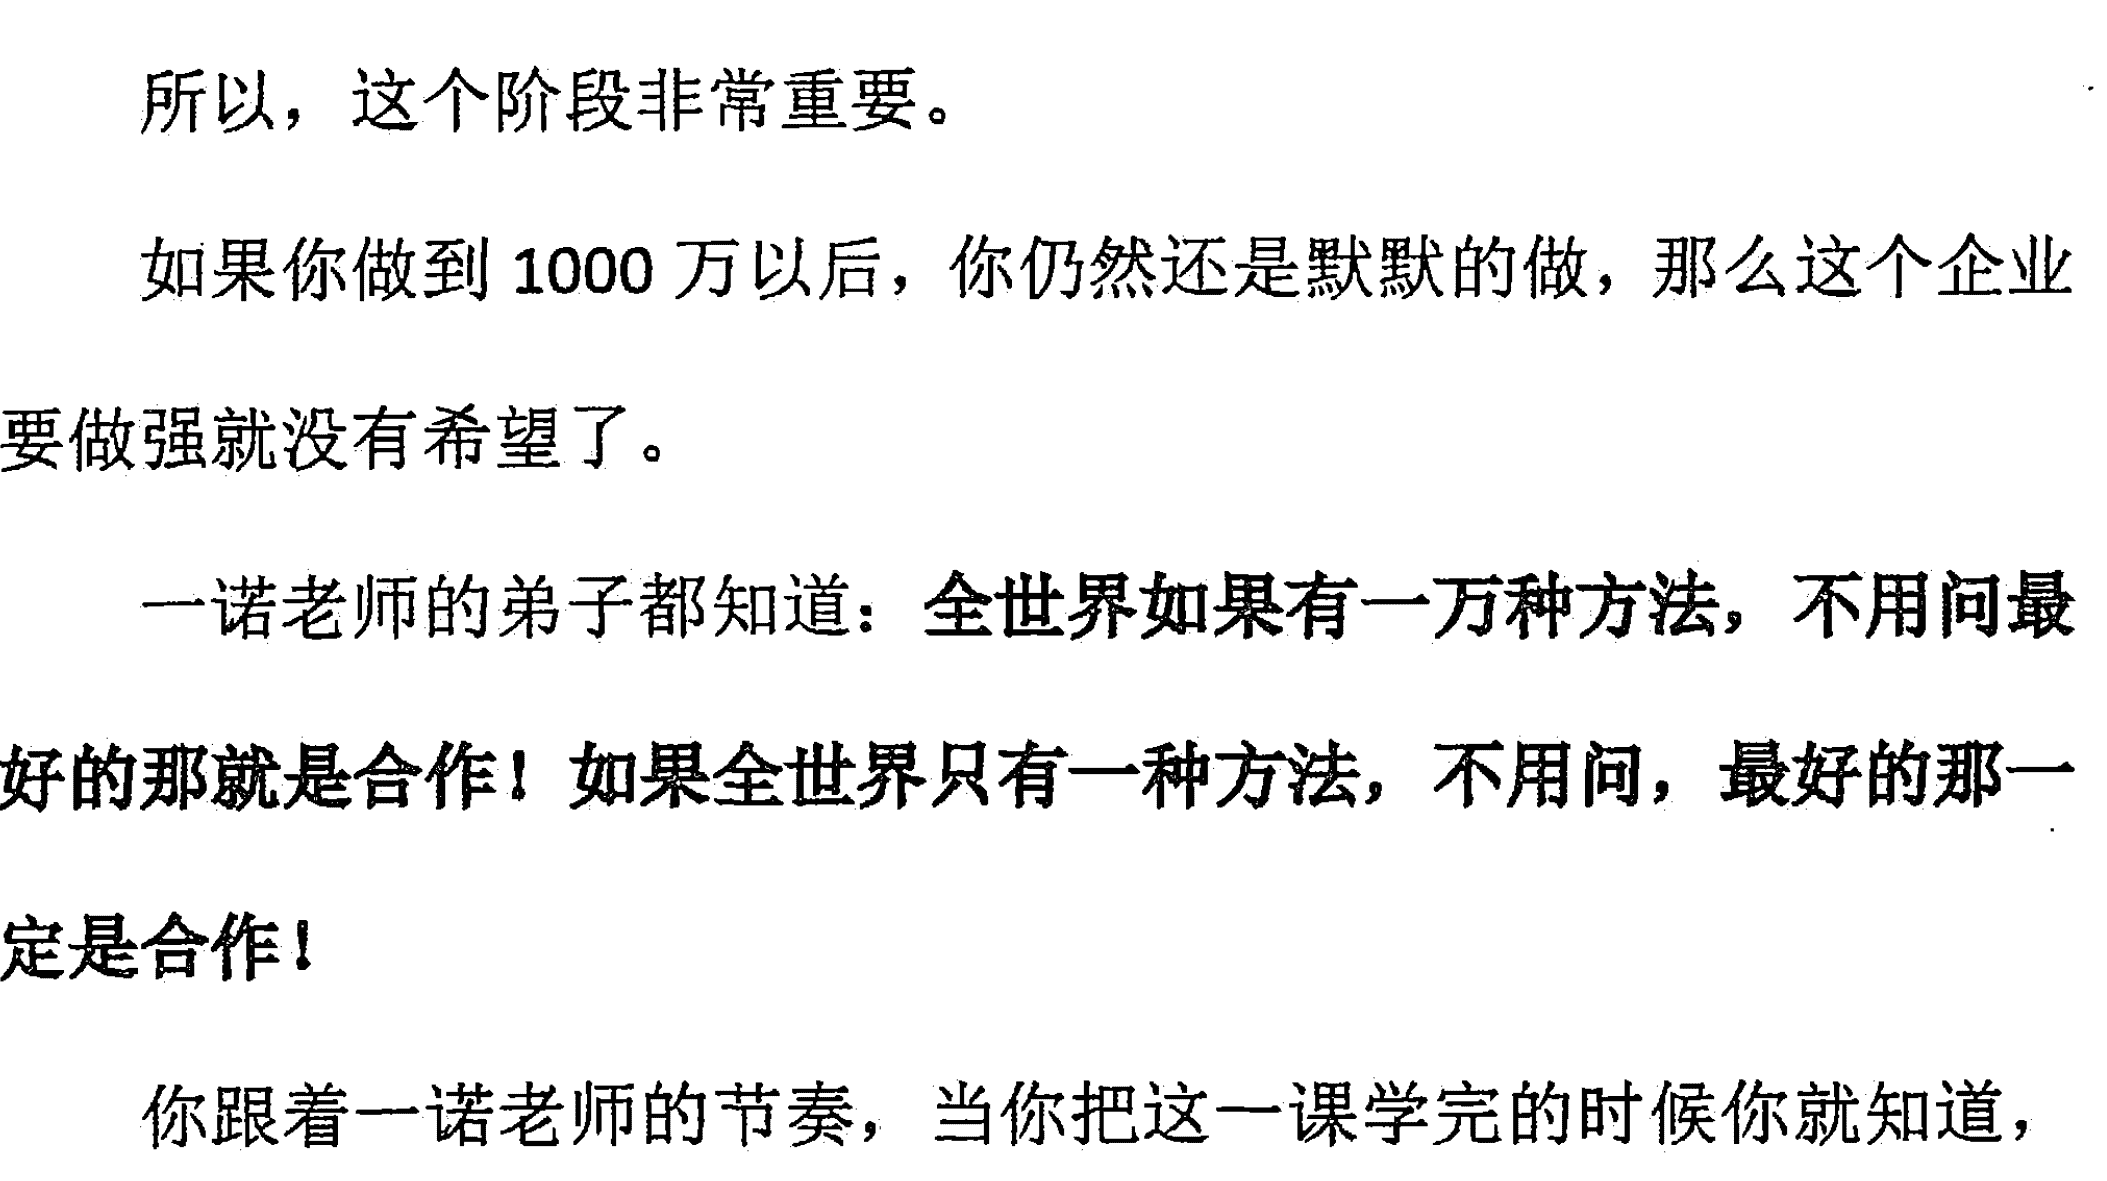 所以，这个阶段非常重要。
如果你做到 1000 万以后，你仍然还是默默的做，那么这个企业
要做强就没有希望了。
一诺老师的弟子都知道：全世界如果有一万种方法，不用问最
好的那就是合作！如果全世界只有一种方法，不用问，最好的那一
定是合作！
你跟着一诺老师的节奏，当你把这一课学完的时候你就知道，